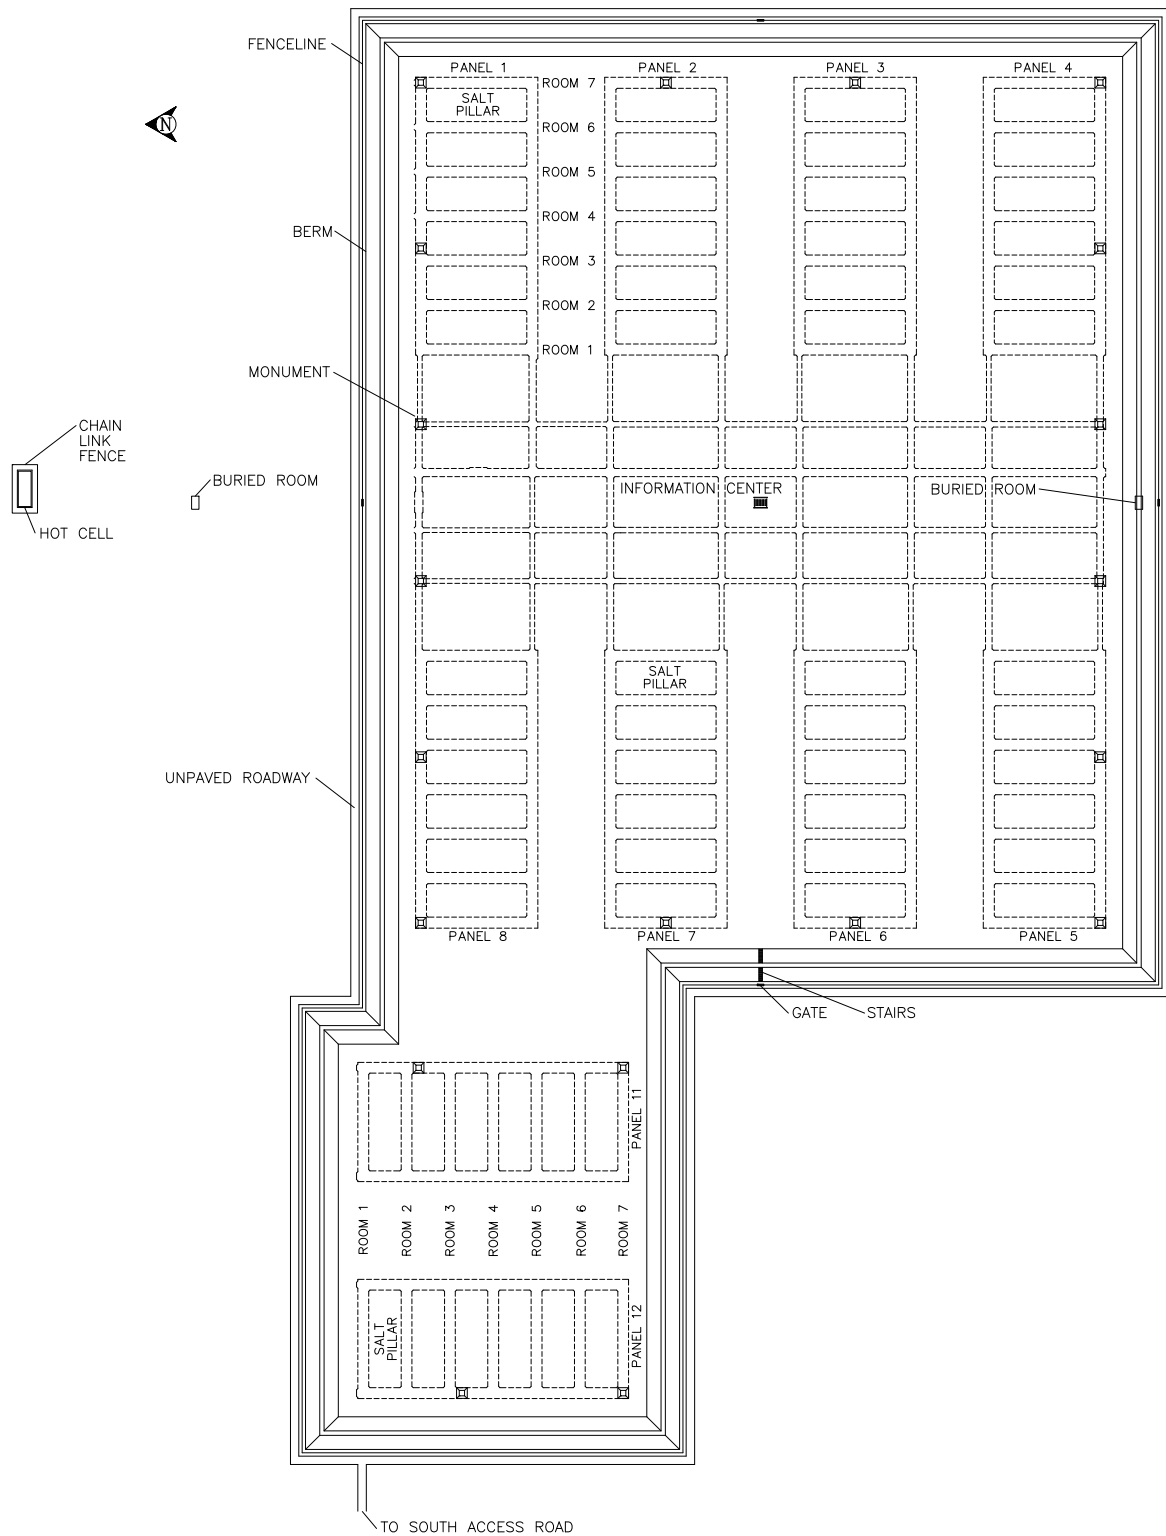 FENCELINE
PANEL 1
PANEL 2
PANEL 3
PANEL 4
ROOM 7
SALT
PILLAR
N
ROOM 6
ROOM 5
ROOM 4
BERM
ROOM 3
ROOM 2
ROOM 1
MONUMENT
CHAIN
LINK
FENCE
BURIED ROOM
INFORMATION CENTER
BURIED ROOM
HOT CELL
SALT
PILLAR
UNPAVED ROADWAY
PANEL 8
PANEL 7
PANEL 6
PANEL 5
GATE
STAIRS
PANEL 11
ROOM 1
ROOM 2
ROOM 3
ROOM 4
ROOM 5
ROOM 6
ROOM 7
SALT
PILLAR
PANEL 12
TO SOUTH ACCESS ROAD